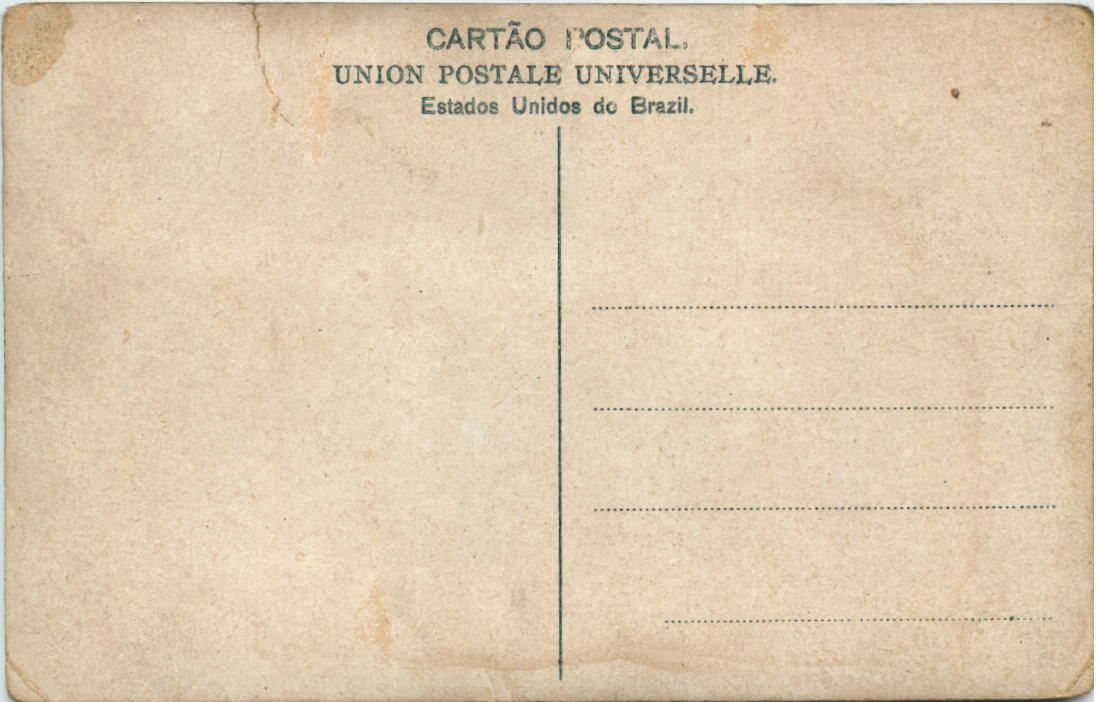 CARTÃO POSTAL.
UNION POSTALE UNIVERSELLE.
Estados Unidos do Brazil.